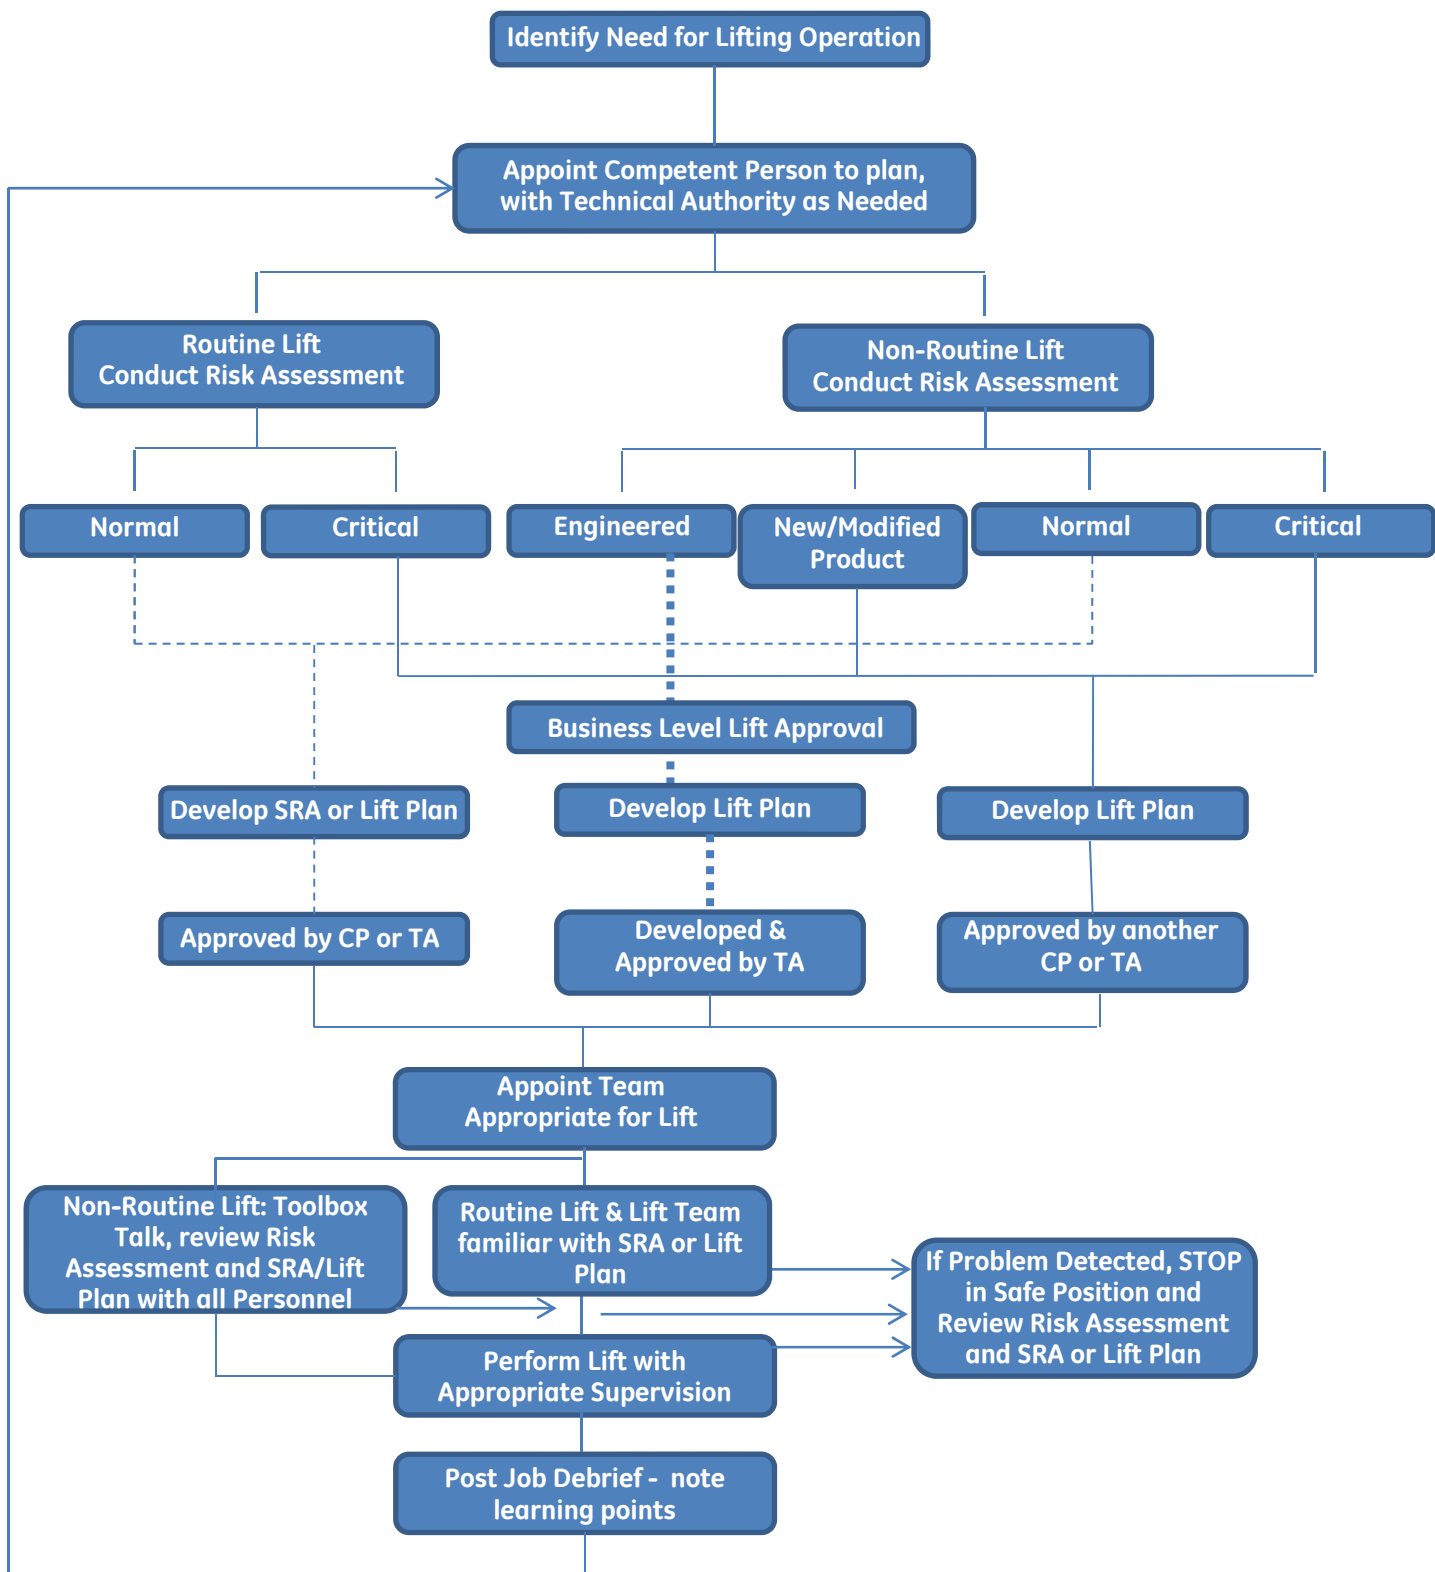 Identify Need for Lifting Operation
Appoint Competent Person to plan,
with Technical Authority as Needed
Routine Lift
Conduct Risk Assessment
Non-Routine Lift
Conduct Risk Assessment
Normal
Critical
Engineered
New/Modified
Product
Normal
Critical
Business Level Lift Approval
Develop SRA or Lift Plan
Develop Lift Plan
Develop Lift Plan
Approved by CP or TA
Developed &
Approved by TA
Approved by another
CP or TA
Appoint Team
Appropriate for Lift
Non-Routine Lift: Toolbox
Talk, review Risk
Assessment and SRA/Lift
Plan with all Personnel
Routine Lift & Lift Team
familiar with SRA or Lift
Plan
If Problem Detected, STOP
in Safe Position and
Review Risk Assessment
and SRA or Lift Plan
Perform Lift with
Appropriate Supervision
Post Job Debrief - note
learning points